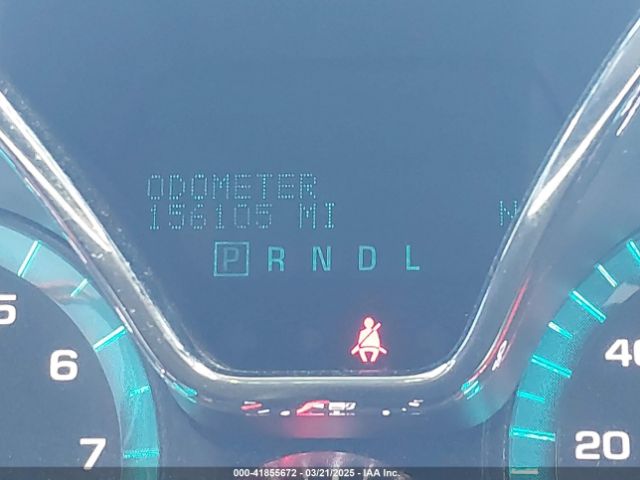 ODOMETER
156105 MI N
P R N D L
5
6
7
40
20
000-41855672 - 03/21/2025 - IAA Inc.